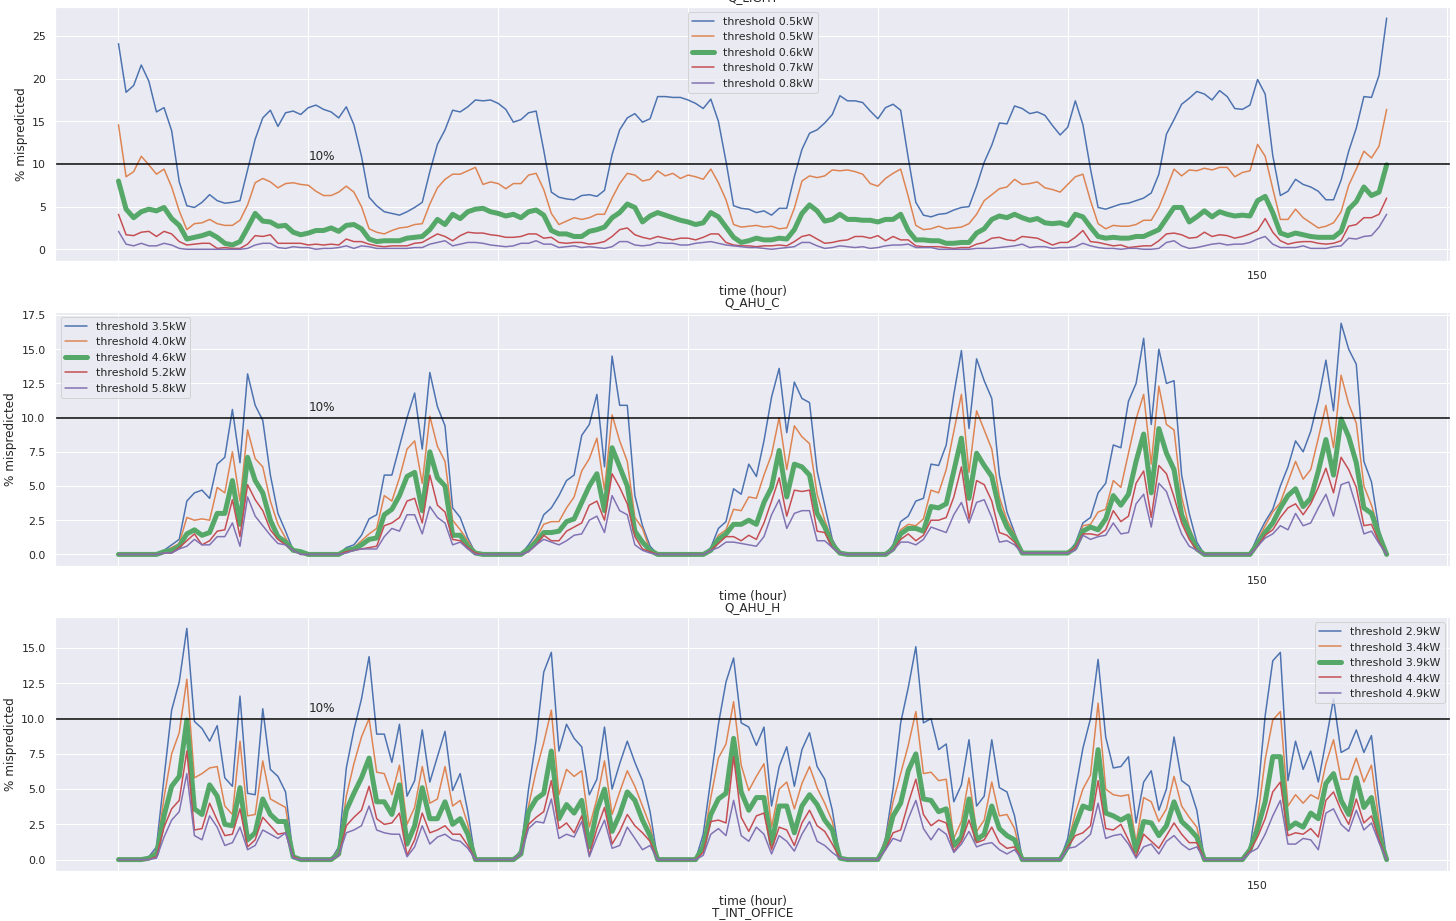 Q_LIGHT
threshold 0.5kW
threshold 0.5kW
threshold 0.6kW
threshold 0.7kW
threshold 0.8kW
25
20
15
10
5
0
% mispredicted
10%
150
time (hour)
Q_AHU_C
threshold 3.5kW
threshold 4.0kW
threshold 4.6kW
threshold 5.2kW
threshold 5.8kW
17.5
15.0
12.5
10.0
7.5
5.0
2.5
0.0
% mispredicted
10%
150
time (hour)
Q_AHU_H
threshold 2.9kW
threshold 3.4kW
threshold 3.9kW
threshold 4.4kW
threshold 4.9kW
15.0
12.5
10.0
7.5
5.0
2.5
0.0
% mispredicted
10%
150
time (hour)
T_INT_OFFICE